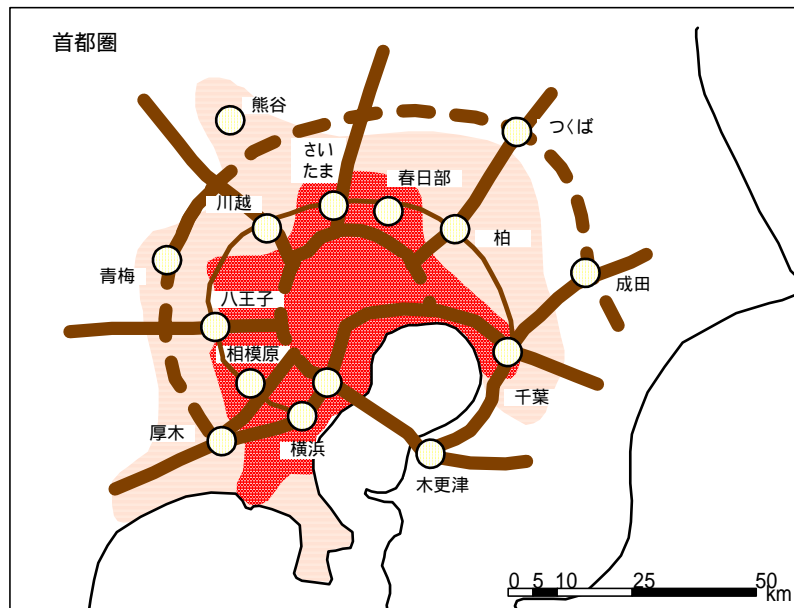 首都圏
熊谷
つくば
さい
たま
春日部
川越
柏
青梅
成田
八王子
相模原
千葉
厚木
横浜
木更津
0 5 10 25 50
km